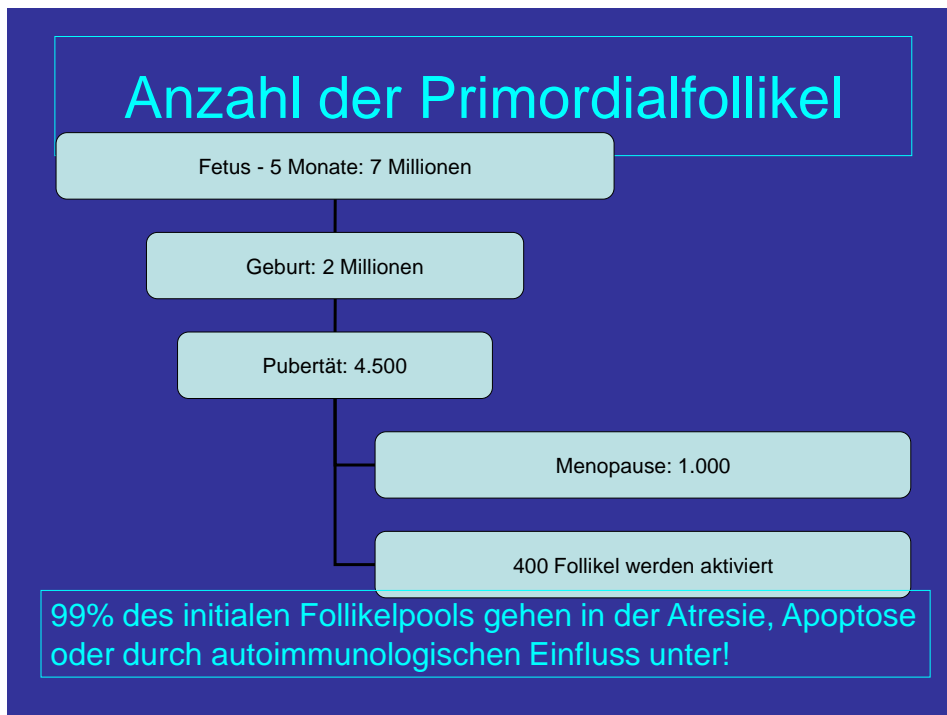 Anzahl der Primordialfollikel
Fetus - 5 Monate: 7 Millionen
Geburt: 2 Millionen
Pubertät: 4.500
Menopause: 1.000
400 Follikel werden aktiviert
99% des initialen Follikelpools gehen in der Atresie, Apoptose
oder durch autoimmunologischen Einfluss unter!